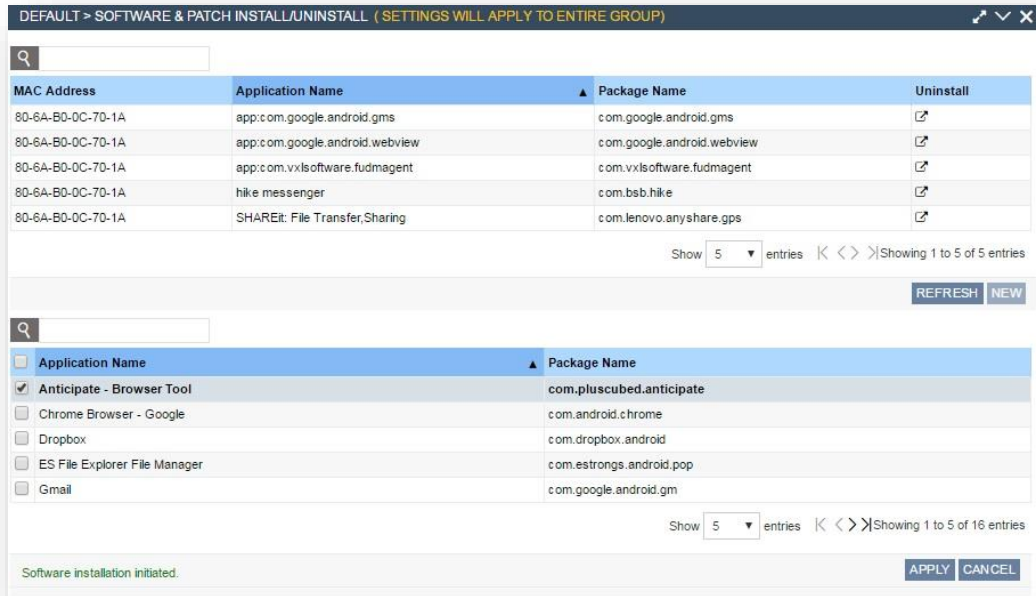 DEFAULT > SOFTWARE & PATCH INSTALL/UNINSTALL ( SETTINGS WILL APPLY TO ENTIRE GROUP)
MAC Address Application Name ▲ Package Name Uninstall
80-6A-B0-0C-70-1A app:com.google.android.gms com.google.android.gms
80-6A-B0-0C-70-1A app:com.google.android.webview com.google.android.webview
80-6A-B0-0C-70-1A app:com.vxlsoftware.fudmagent com.vxlsoftware.fudmagent
80-6A-B0-0C-70-1A hike messenger com.bsb.hike
80-6A-B0-0C-70-1A SHAREit: File Transfer,Sharing com.lenovo.anyshare.gps
Show 5 ▼ entries Showing 1 to 5 of 5 entries
REFRESH NEW
Application Name ▲ Package Name
Anticipate - Browser Tool com.pluscubed.anticipate
Chrome Browser - Google com.android.chrome
Dropbox com.dropbox.android
ES File Explorer File Manager com.estrongs.android.pop
Gmail com.google.android.gm
Show 5 ▼ entries Showing 1 to 5 of 16 entries
Software installation initiated. APPLY CANCEL